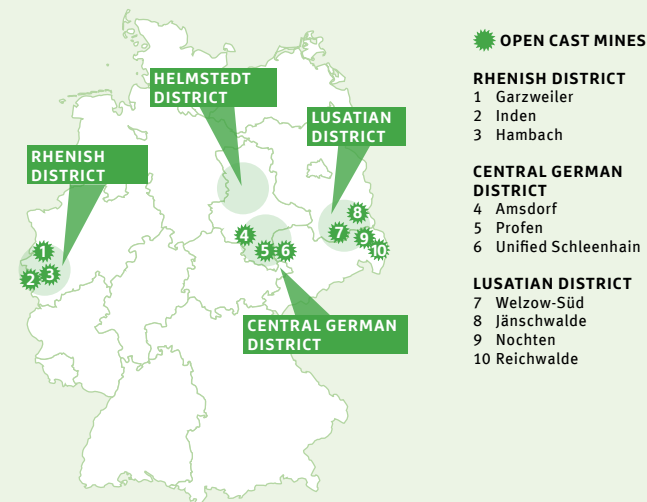 HELMSTEDT
DISTRICT
LUSATIAN
DISTRICT
RHENISH
DISTRICT
CENTRAL GERMAN
DISTRICT
1
2
3
4
5
6
7
8
9
10
OPEN CAST MINES
RHENISH DISTRICT
1 Garzweiler
2 Inden
3 Hambach
CENTRAL GERMAN
DISTRICT
4 Amsdorf
5 Profen
6 Unified Schleenhain
LUSATIAN DISTRICT
7 Welzow-Süd
8 Jänschwalde
9 Nochten
10 Reichwalde